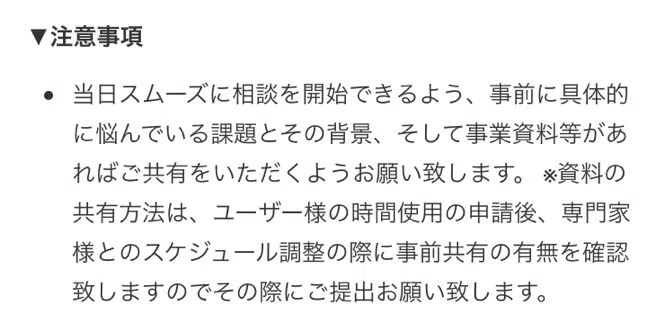 ▼注意事項
● 当日スムーズに相談を開始できるよう、事前に具体的
に悩んでいる課題とその背景、そして事業資料等があ
ればご共有をいただくようお願い致します。 ※資料の
共有方法は、ユーザー様の時間使用の申請後、専門家
様とのスケジュール調整の際に事前共有の有無を確認
致しますのでその際にご提出お願い致します。